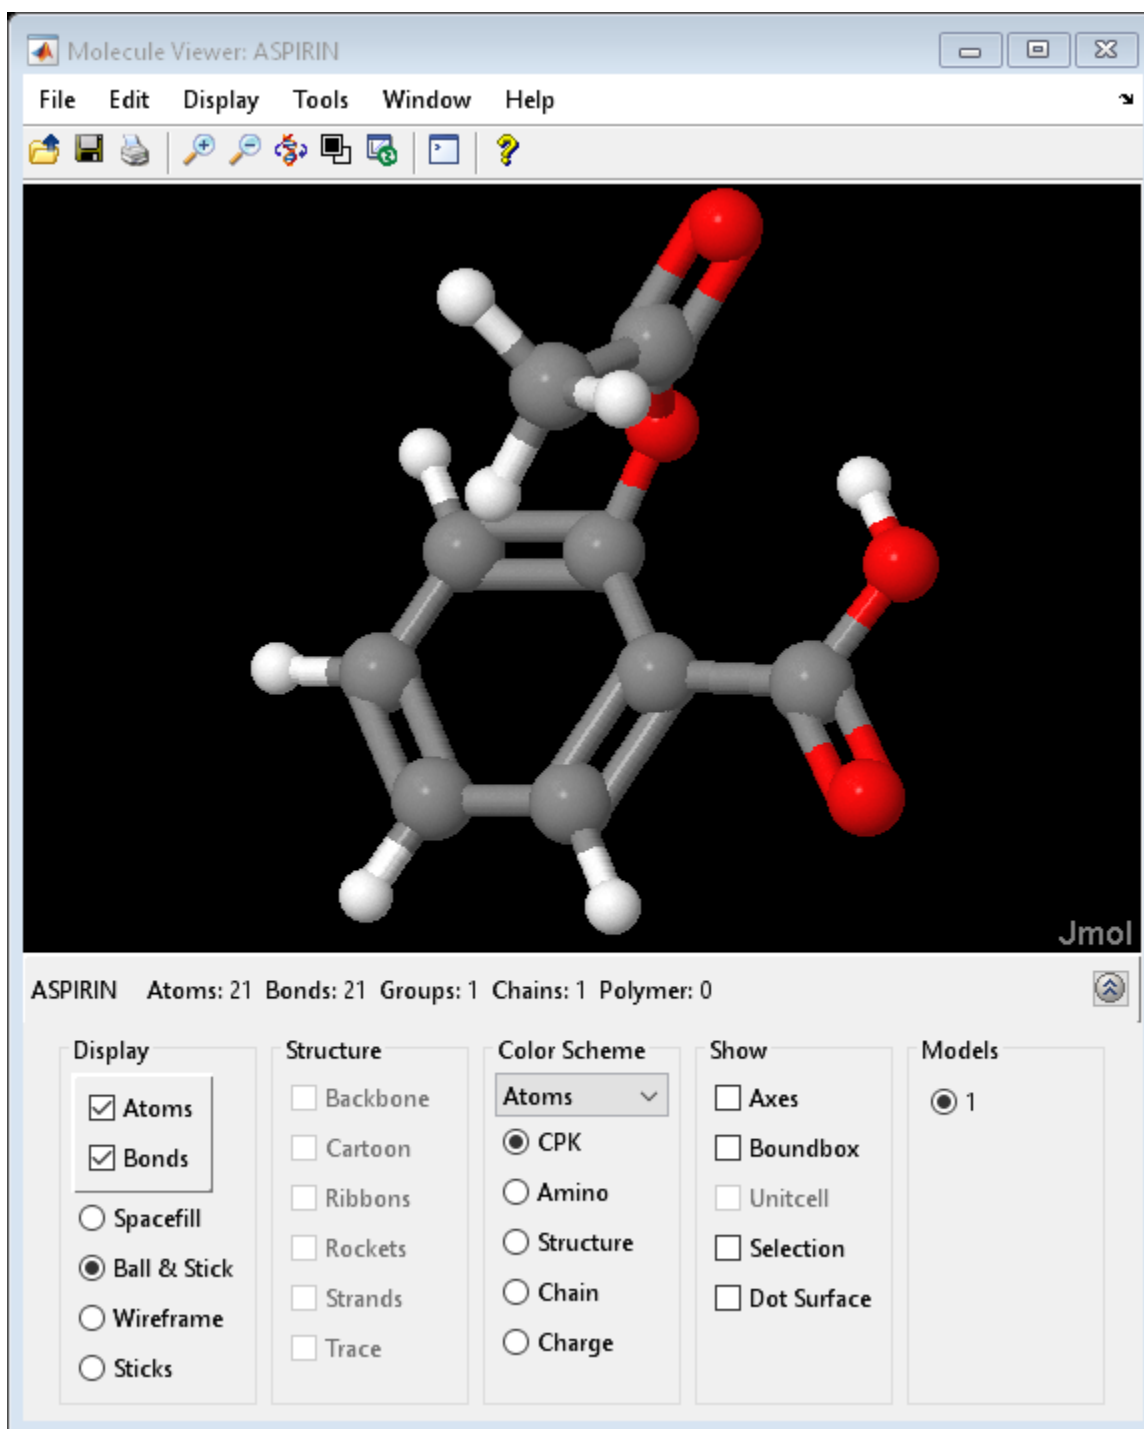 Molecule Viewer: ASPIRIN
File Edit Display Tools Window Help
Jmol
ASPIRIN Atoms: 21 Bonds: 21 Groups: 1 Chains: 1 Polymer: 0
Display
Atoms
Bonds
Spacefill
Ball & Stick
Wireframe
Sticks
Structure
Backbone
Cartoon
Ribbons
Rockets
Strands
Trace
Color Scheme
Atoms
CPK
Amino
Structure
Chain
Charge
Show
Axes
Boundbox
Unitcell
Selection
Dot Surface
Models
1